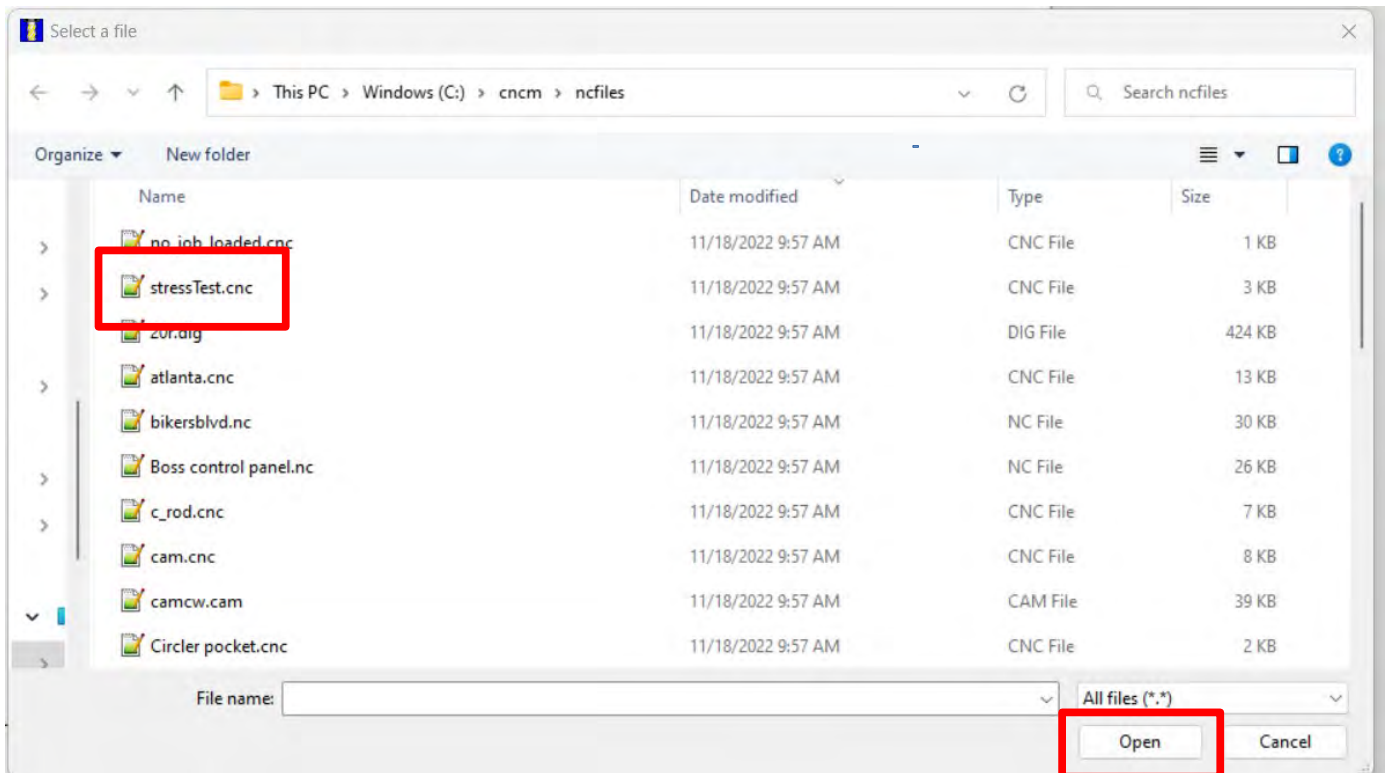 Select a file
This PC > Windows (C:) > cncm > ncfiles
Search ncfiles
Organize New folder
Name Date modified Type Size
no_job_loaded.cnc 11/18/2022 9:57 AM CNC File 1 KB
stressTest.cnc 11/18/2022 9:57 AM CNC File 3 KB
20r.dig 11/18/2022 9:57 AM DIG File 424 KB
atlanta.cnc 11/18/2022 9:57 AM CNC File 13 KB
bikersblvd.nc 11/18/2022 9:57 AM NC File 30 KB
Boss control panel.nc 11/18/2022 9:57 AM NC File 26 KB
c_rod.cnc 11/18/2022 9:57 AM CNC File 7 KB
cam.cnc 11/18/2022 9:57 AM CNC File 8 KB
camcw.cam 11/18/2022 9:57 AM CAM File 39 KB
Circler pocket.cnc 11/18/2022 9:57 AM CNC File 2 KB
File name: All files (*.*)
Open Cancel